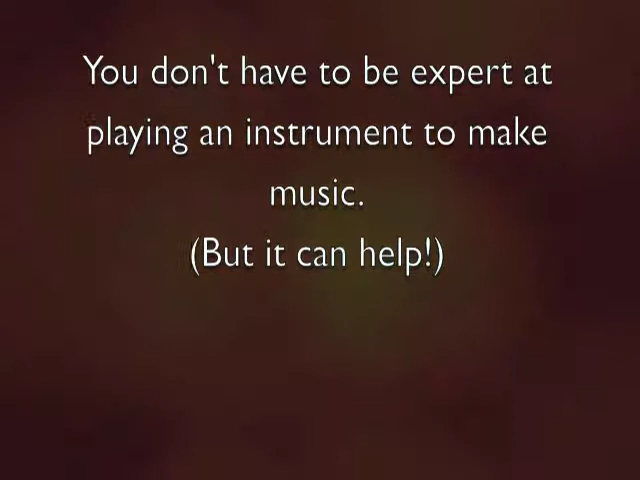 You don't have to be expert at
playing an instrument to make
music.
(But it can help!)